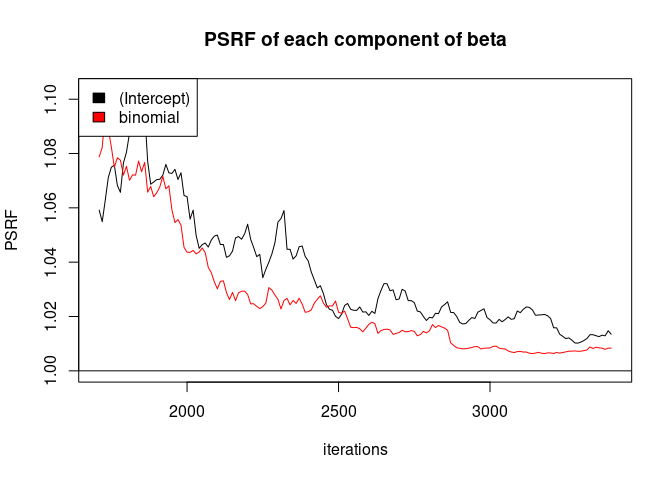 PSRF of each component of beta
(Intercept)
binomial
PSRF
1.10
1.08
1.06
1.04
1.02
1.00
2000
2500
3000
iterations